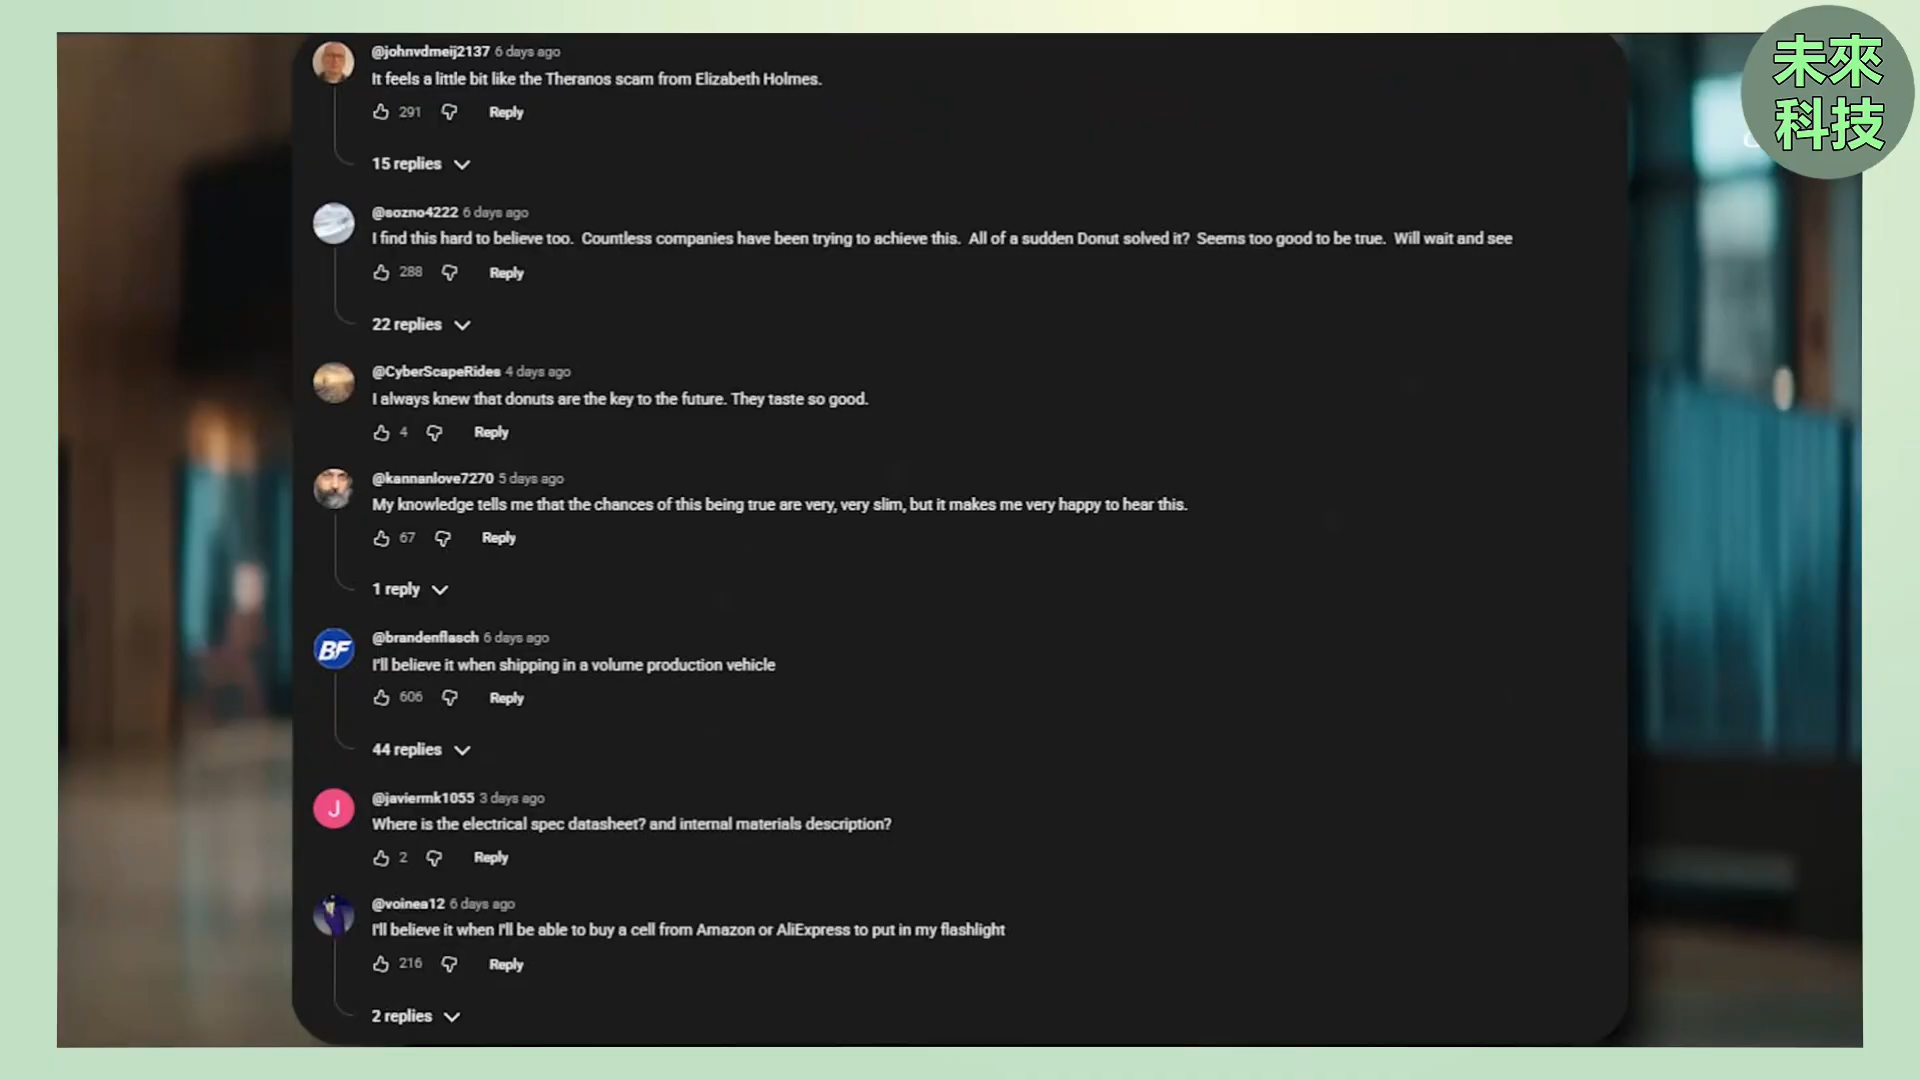 未來
科技
@johnvdmeij2137 6 days ago
It feels a little bit like the Theranos scam from Elizabeth Holmes.
291 Reply
15 replies
@sozno4222 6 days ago
I find this hard to believe too. Countless companies have been trying to achieve this. All of a sudden Donut solved it? Seems too good to be true. Will wait and see
288 Reply
22 replies
@CyberScapeRides 4 days ago
I always knew that donuts are the key to the future. They taste so good.
4 Reply
@kannanlove7270 5 days ago
My knowledge tells me that the chances of this being true are very, very slim, but it makes me very happy to hear this.
67 Reply
1 reply
BF
@brandenflasch 6 days ago
I'll believe it when shipping in a volume production vehicle
606 Reply
44 replies
J
@javiermk1055 3 days ago
Where is the electrical spec datasheet? and internal materials description?
2 Reply
@voinea12 6 days ago
I'll believe it when I'll be able to buy a cell from Amazon or AliExpress to put in my flashlight
216 Reply
2 replies